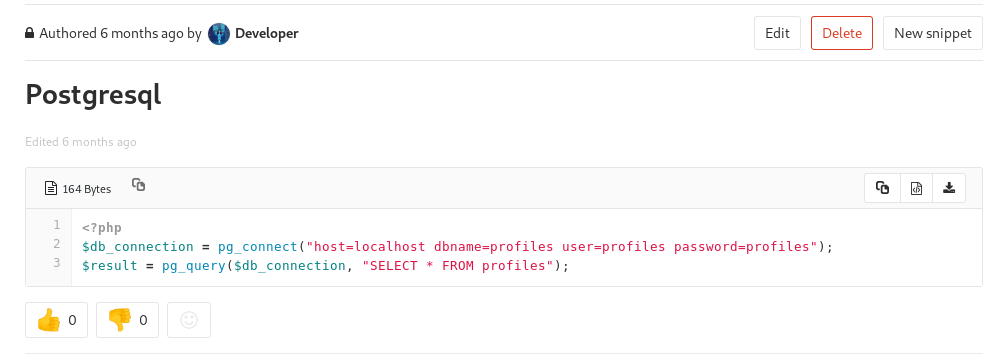 Authored 6 months ago by Developer Edit Delete New snippet
Postgresql
Edited 6 months ago
164 Bytes
1 <?php
2 $db_connection = pg_connect("host=localhost dbname=profiles user=profiles password=profiles");
3 $result = pg_query($db_connection, "SELECT * FROM profiles");
0 0